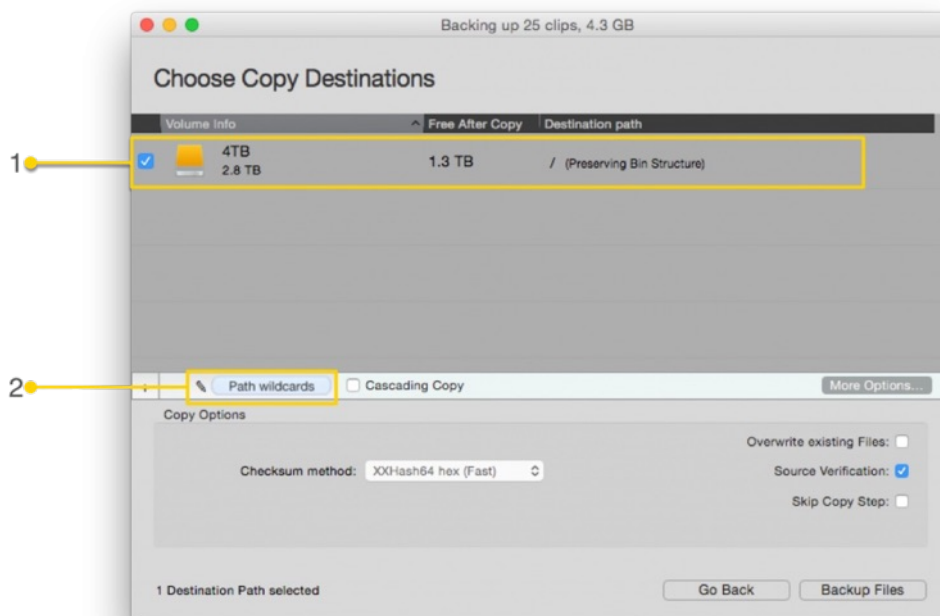 Backing up 25 clips, 4.3 GB
Choose Copy Destinations
Volume Info Free After Copy Destination path
1
4TB
2.8 TB
1.3 TB
/ (Preserving Bin Structure)
2
Path wildcards
Cascading Copy
More Options...
Copy Options
Overwrite existing Files:
Checksum method: XXHash64 hex (Fast)
Source Verification:
Skip Copy Step:
1 Destination Path selected
Go Back
Backup Files